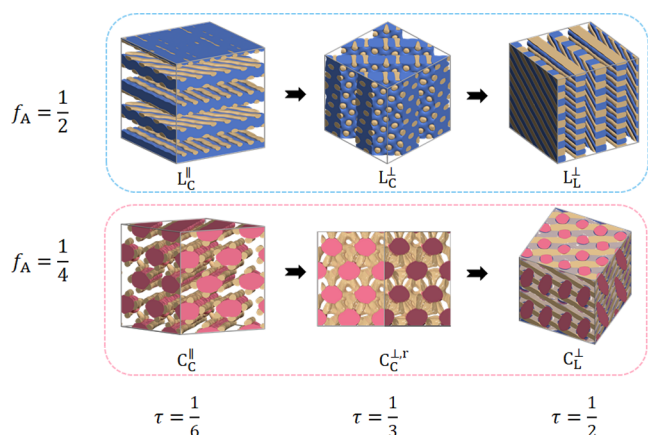 f_A = 1/2
L_C^∥
L_C^⊥
L_L^⊥
f_A = 1/4
C_C^∥
C_C^{⊥,r}
C_L^⊥
τ = 1/6
τ = 1/3
τ = 1/2